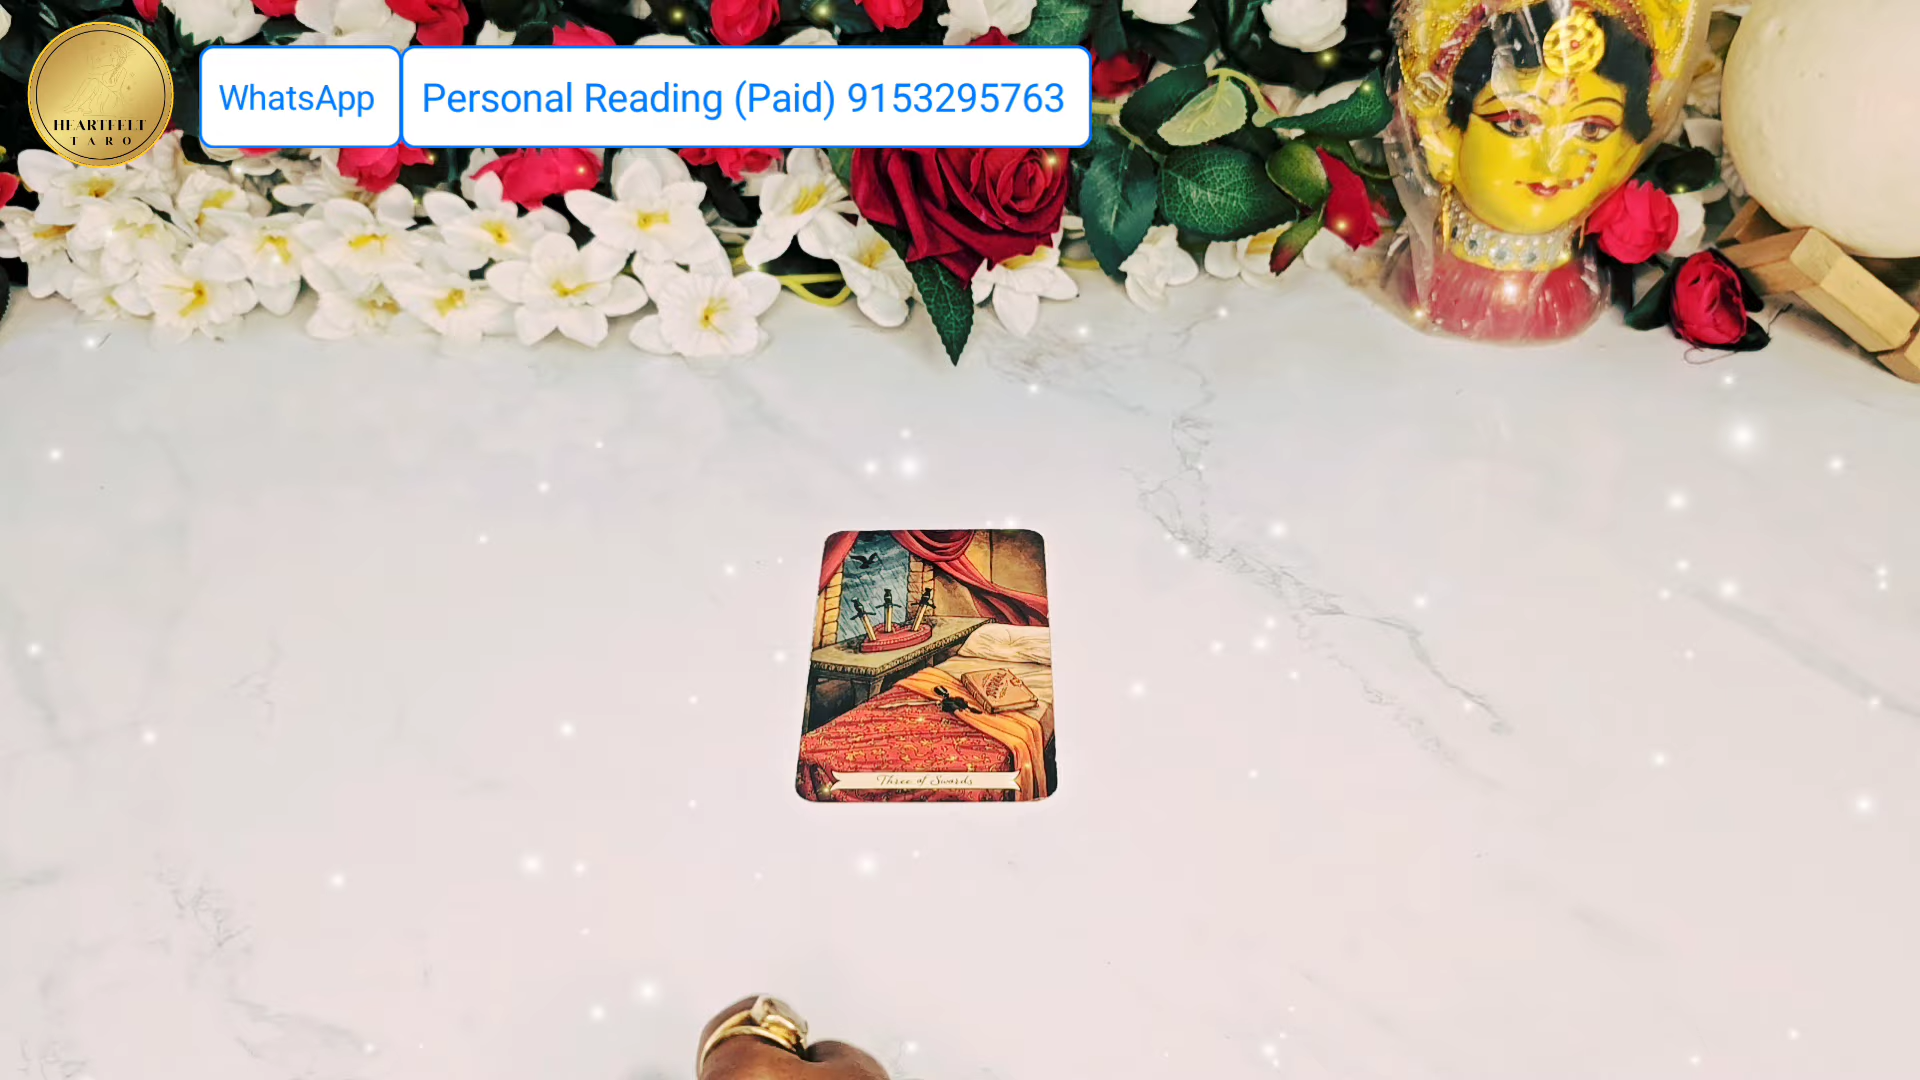 HEARTFELT
TARO
WhatsApp
Personal Reading (Paid) 9153295763
Three of Swords